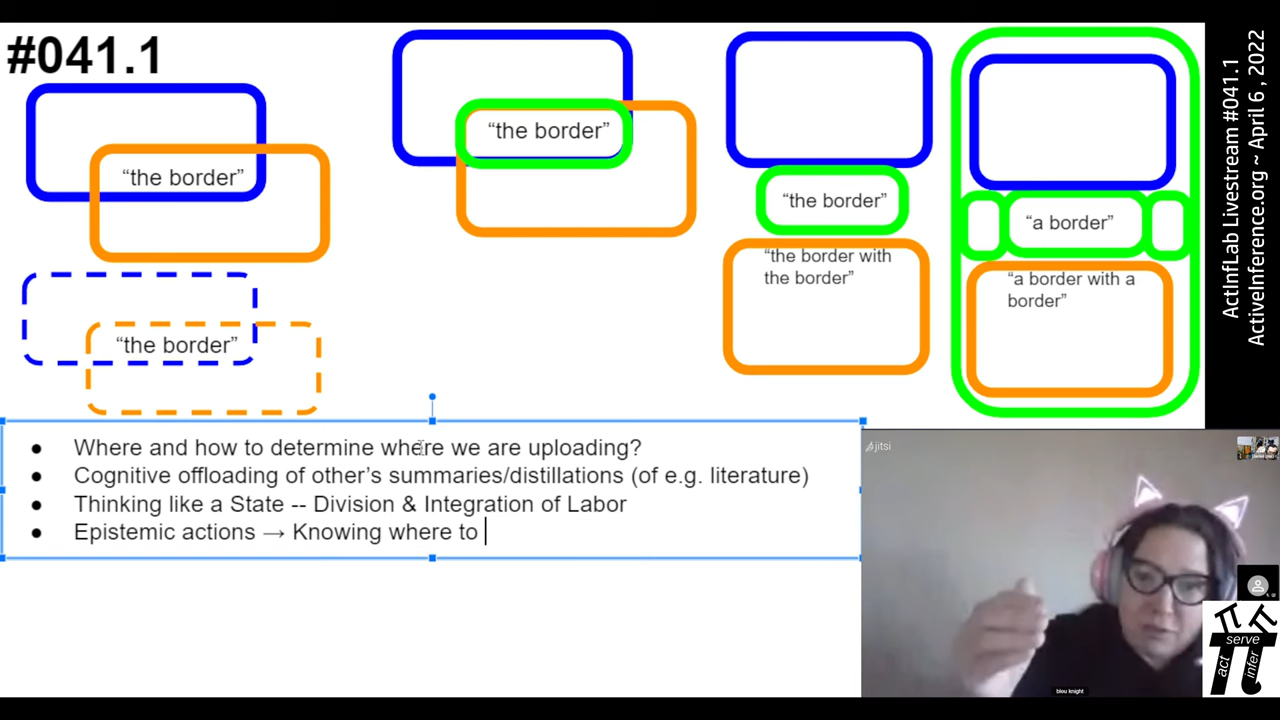 #041.1
“the border”
“the border”
“the border”
“the border”
“the border with
the border”
“a border”
“a border with a
border”
Where and how to determine where we are uploading?
Cognitive offloading of other’s summaries/distillations (of e.g. literature)
Thinking like a State -- Division & Integration of Labor
Epistemic actions → Knowing where to
ActInfLab Livestream #041.1
ActiveInference.org ~ April 6 , 2022
jitsi
bleu knight
π π
serve
π
act
infer